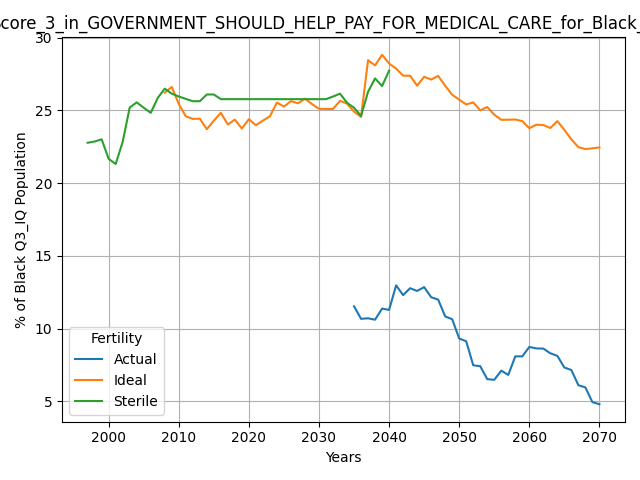 core_3_in_GOVERNMENT_SHOULD_HELP_PAY_FOR_MEDICAL_CARE_for_Black_
% of Black Q3_IQ Population
30
25
20
15
10
5
Fertility
Actual
Ideal
Sterile
2000 2010 2020 2030 2040 2050 2060 2070
Years